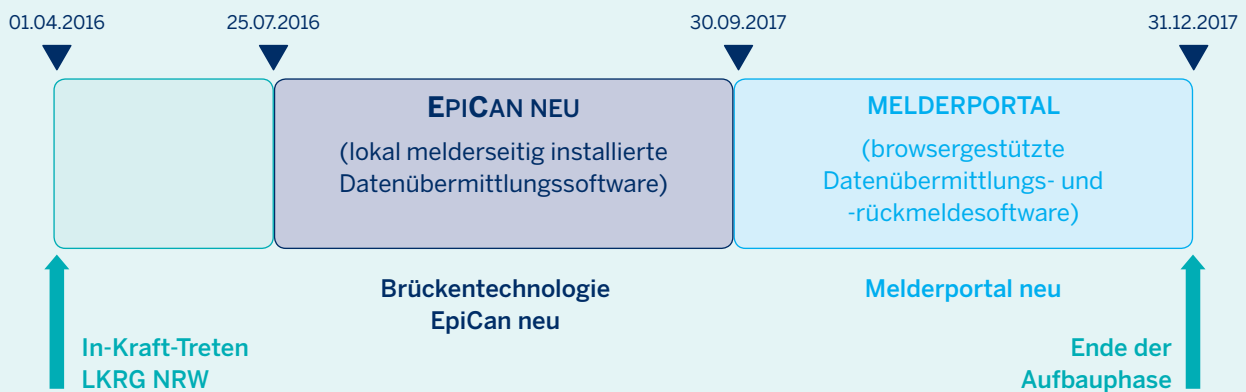 01.04.2016
25.07.2016
30.09.2017
31.12.2017
EPICAN NEU
(lokal melderseitig installierte
Datenübermittlungssoftware)
MELDERPORTAL
(browsergestützte
Datenübermittlungs- und
-rückmeldesoftware)
Brückentechnologie
EpiCan neu
Melderportal neu
In-Kraft-Treten
LKRG NRW
Ende der
Aufbauphase